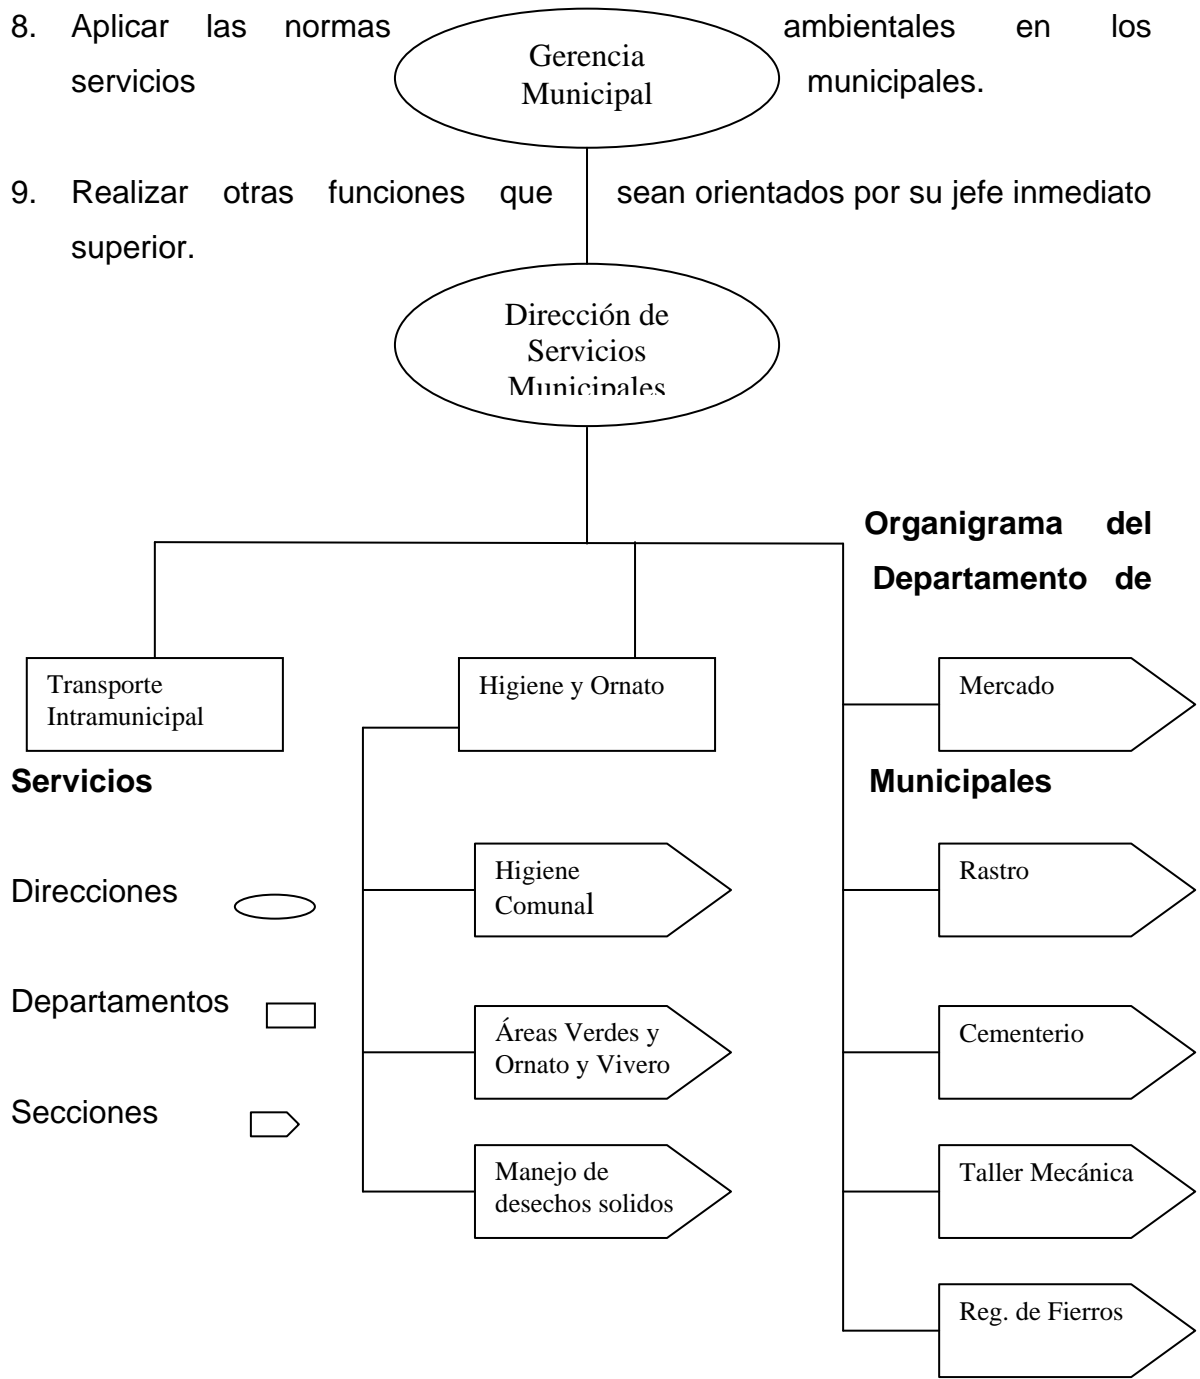 8. Aplicar las normas ambientales en los
servicios municipales.
Gerencia
Municipal
9. Realizar otras funciones que sean orientados por su jefe inmediato
superior.
Dirección de
Servicios
Municipales
Organigrama del
Departamento de
Servicios Municipales
Transporte
Intramunicipal
Higiene y Ornato
Mercado
Higiene
Comunal
Rastro
Áreas Verdes y
Ornato y Vivero
Cementerio
Manejo de
desechos solidos
Taller Mecánica
Reg. de Fierros
Direcciones
Departamentos
Secciones